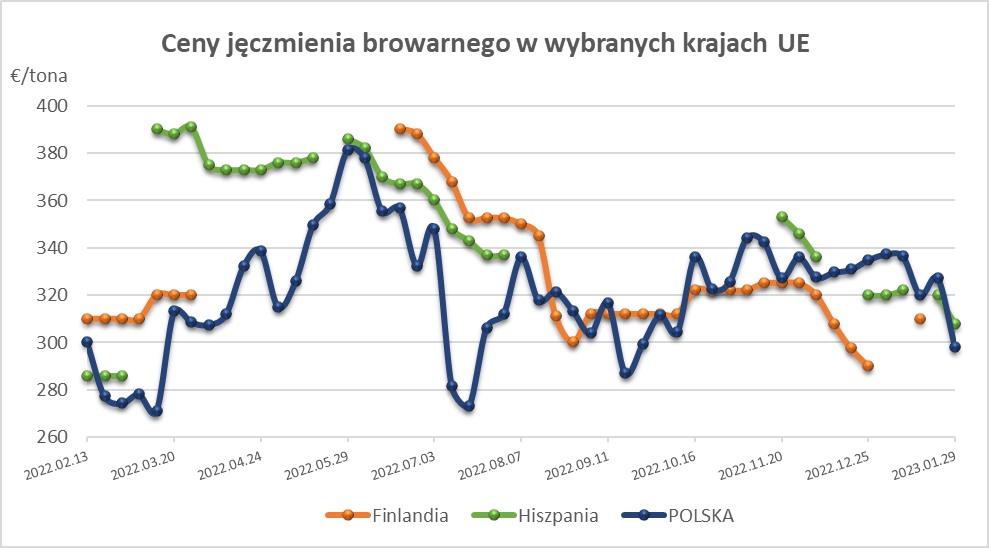 Ceny jęczmienia browarnego w wybranych krajach UE
€/tona
400
380
360
340
320
300
280
260
2022.02.13 2022.03.20 2022.04.24 2022.05.29 2022.07.03 2022.08.07 2022.09.11 2022.10.16 2022.11.20 2022.12.25 2023.01.29
Finlandia Hiszpania POLSKA